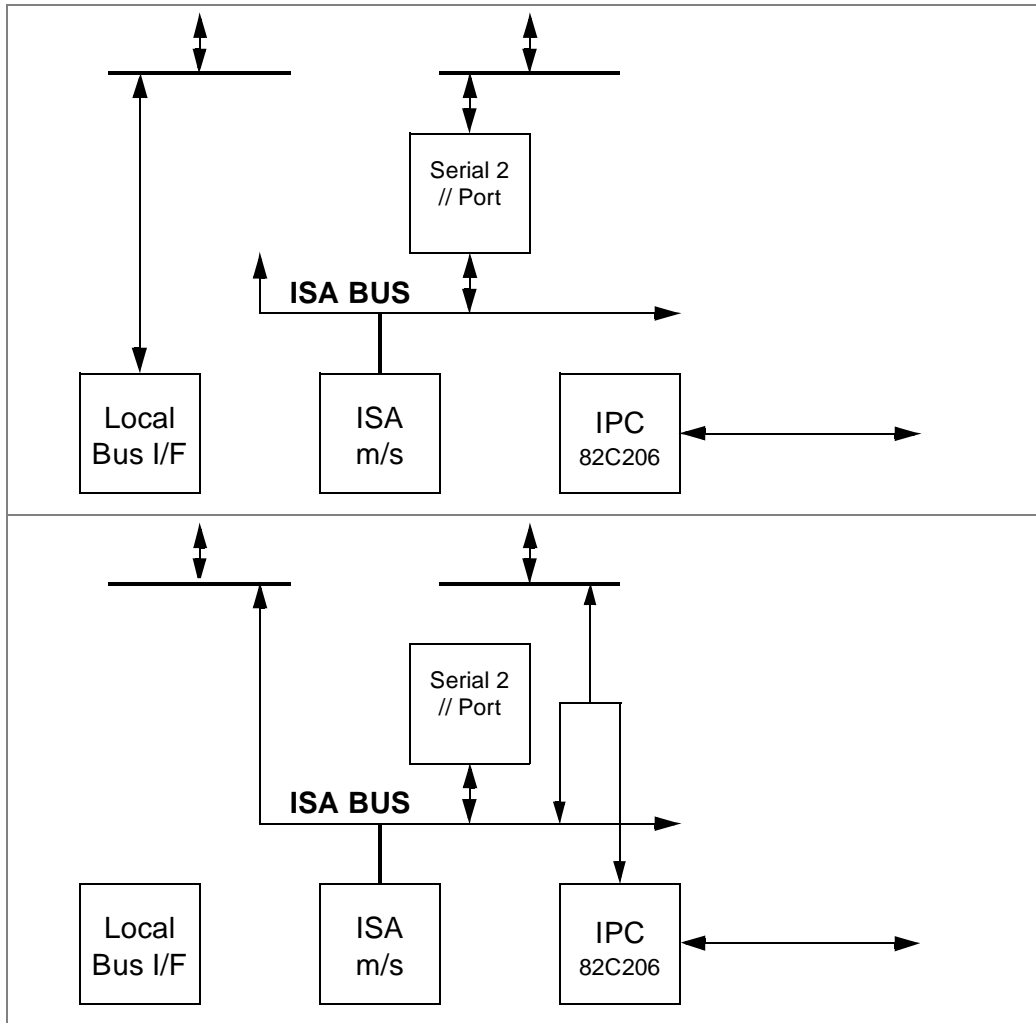 Serial 2
// Port
ISA BUS
Local
Bus I/F
ISA
m/s
IPC
82C206
Serial 2
// Port
ISA BUS
Local
Bus I/F
ISA
m/s
IPC
82C206